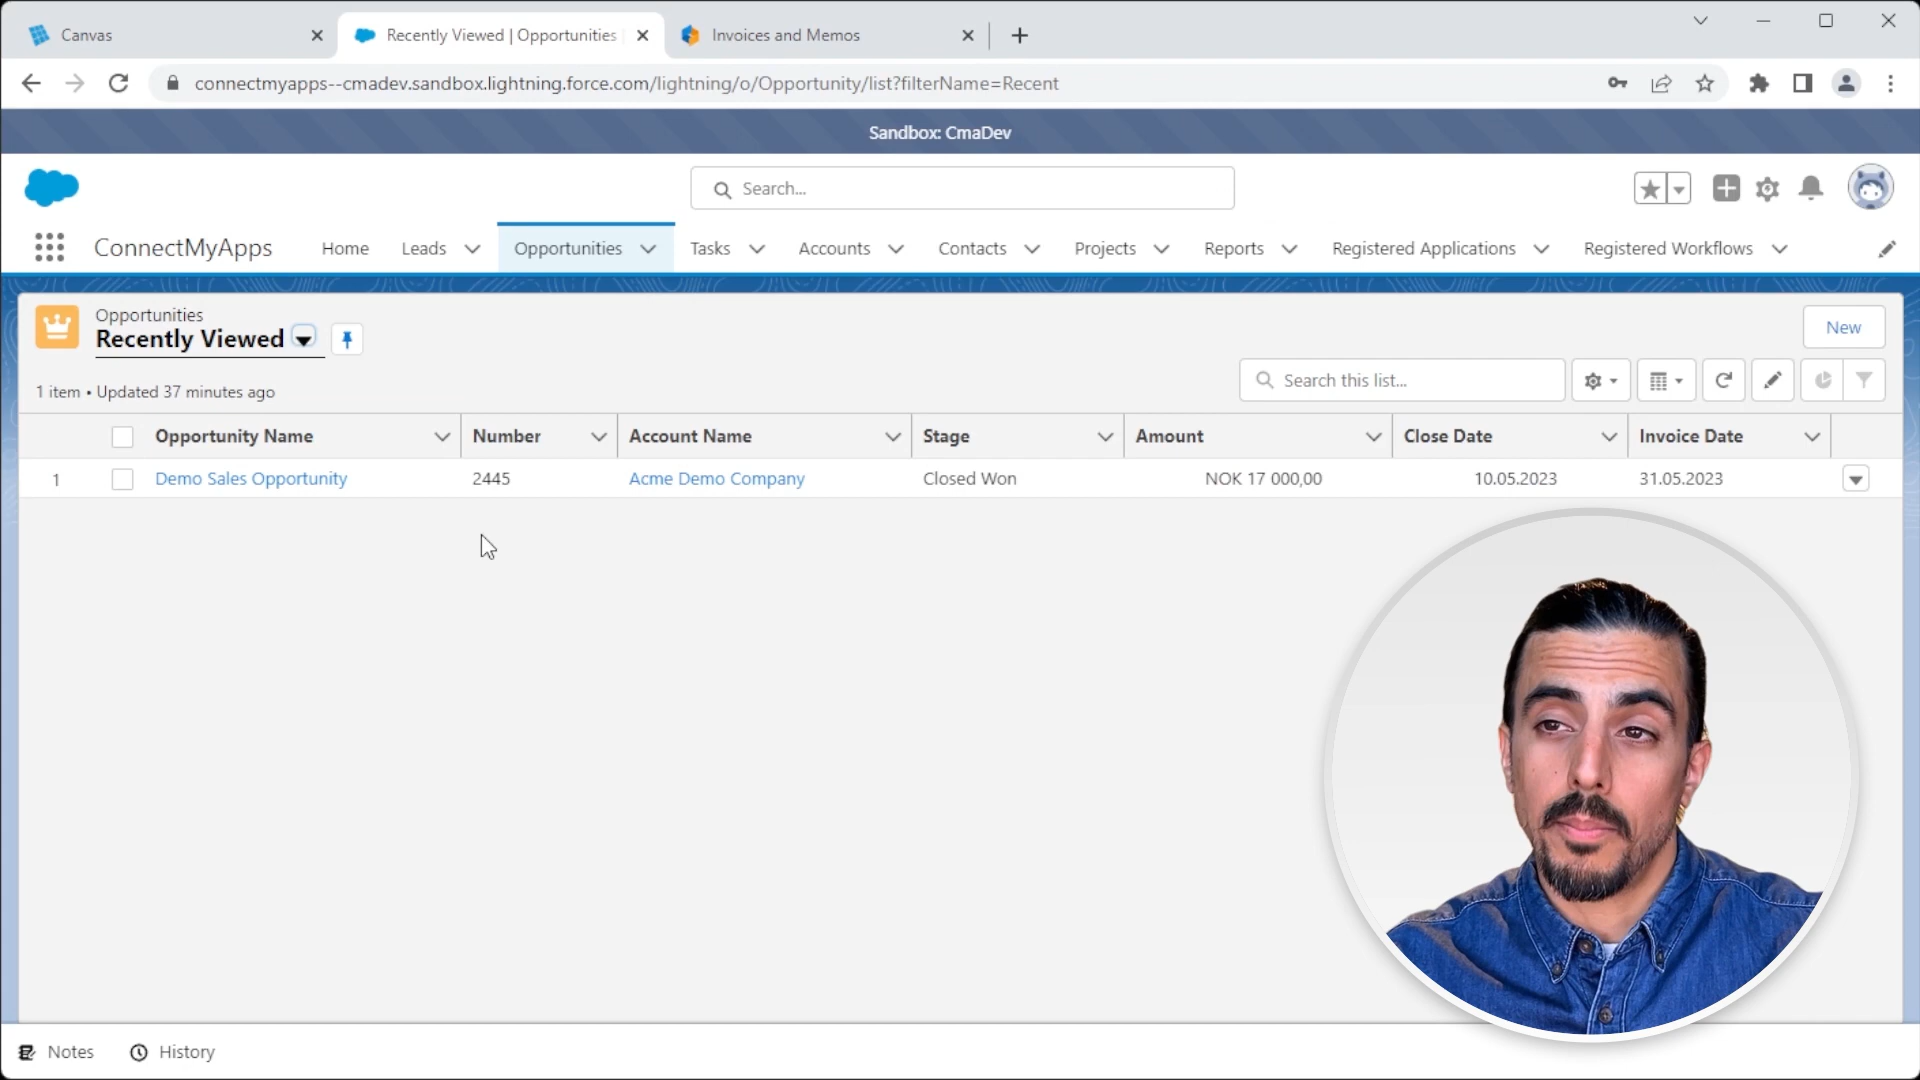 Canvas
Recently Viewed | Opportunities
Invoices and Memos
connectmyapps--cmadev.sandbox.lightning.force.com/lightning/o/Opportunity/list?filterName=Recent
Sandbox: CmaDev
Search...
ConnectMyApps
Home
Leads
Opportunities
Tasks
Accounts
Contacts
Projects
Reports
Registered Applications
Registered Workflows
Opportunities
Recently Viewed
New
1 item • Updated 37 minutes ago
Search this list...
Opportunity Name
Number
Account Name
Stage
Amount
Close Date
Invoice Date
1
Demo Sales Opportunity
2445
Acme Demo Company
Closed Won
NOK 17 000,00
10.05.2023
31.05.2023
Notes
History